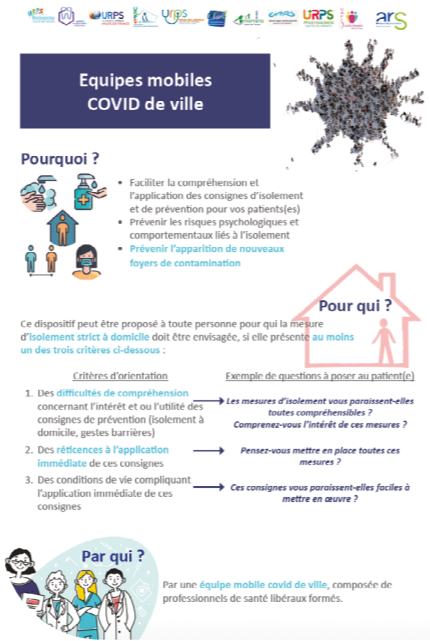 URPS
URPS
URPS
URPS
ars
Equipes mobiles
COVID de ville
Pourquoi ?
• Faciliter la compréhension et
l'application des consignes d'isolement
et de prévention pour vos patients(es)
• Prévenir les risques psychologiques et
comportementaux liés à l'isolement
• Prévenir l'apparition de nouveaux
foyers de contamination
Pour qui ?
Ce dispositif peut être proposé à toute personne pour qui la mesure
d'isolement strict à domicile doit être envisagée, si elle présente au moins
un des trois critères ci-dessous :
Critères d'orientation
1. Des difficultés de compréhension
concernant l'intérêt et ou l'utilité des
consignes de prévention (isolement à
domicile, gestes barrières)
2. Des réticences à l'application
immédiate de ces consignes
3. Des conditions de vie compliquant
l'application immédiate de ces
consignes
Exemple de questions à poser au patient(e)
Les mesures d'isolement vous paraissent-elles
toutes compréhensibles ?
Comprenez-vous l'intérêt de ces mesures ?
Pensez-vous mettre en place toutes ces
mesures ?
Ces consignes vous paraissent-elles faciles à
mettre en œuvre ?
Par qui ?
Par une équipe mobile covid de ville, composée de
professionnels de santé libéraux formés.